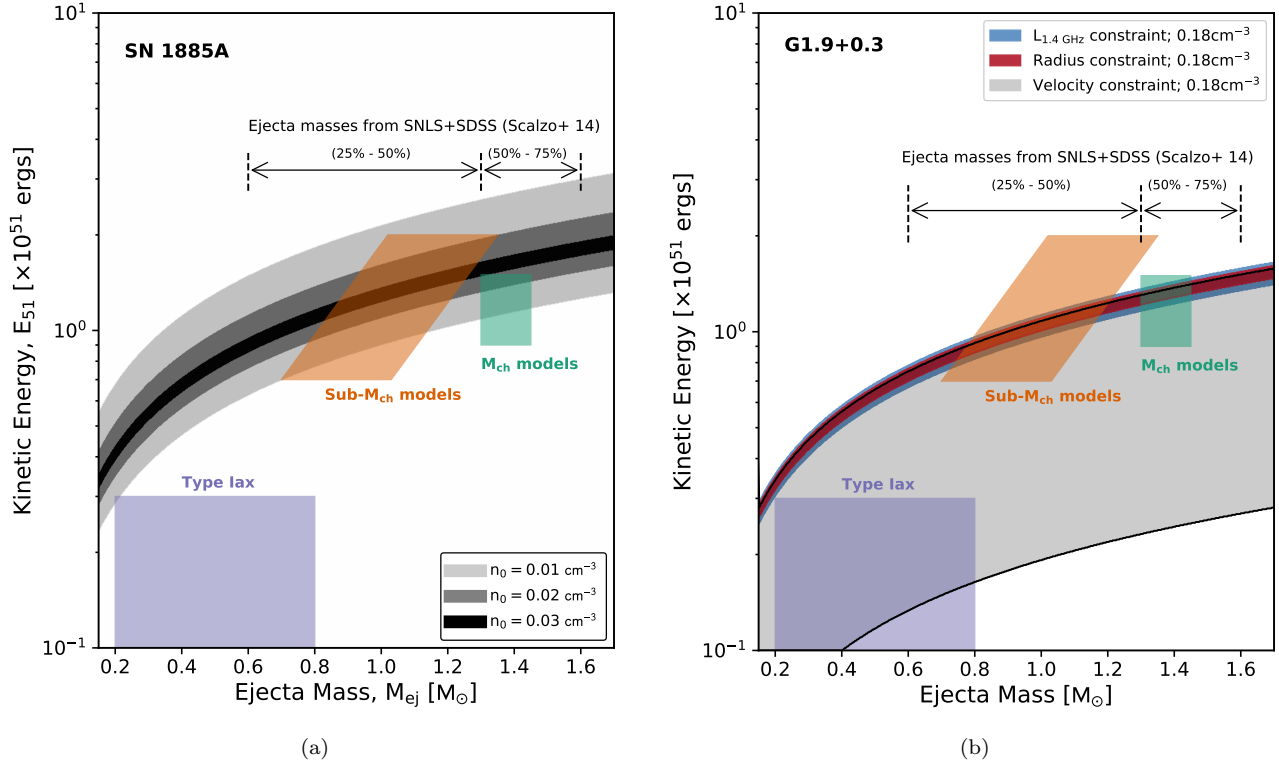 SN 1885A
Ejecta masses from SNLS+SDSS (Scalzo+ 14)
(25% - 50%)
(50% - 75%)
M_ch models
Sub-M_ch models
Type Iax
n₀ = 0.01 cm⁻³
n₀ = 0.02 cm⁻³
n₀ = 0.03 cm⁻³
10¹
10⁰
10⁻¹
Kinetic Energy, E₅₁ [×10⁵¹ ergs]
0.2 0.4 0.6 0.8 1.0 1.2 1.4 1.6
Ejecta Mass, M_ej [M☉]
(a)
G1.9+0.3
L₁.₄ GHz constraint; 0.18cm⁻³
Radius constraint; 0.18cm⁻³
Velocity constraint; 0.18cm⁻³
Ejecta masses from SNLS+SDSS (Scalzo+ 14)
(25% - 50%)
(50% - 75%)
M_ch models
Sub-M_ch models
Type Iax
10¹
10⁰
10⁻¹
Kinetic Energy [×10⁵¹ ergs]
0.2 0.4 0.6 0.8 1.0 1.2 1.4 1.6
Ejecta Mass [M☉]
(b)